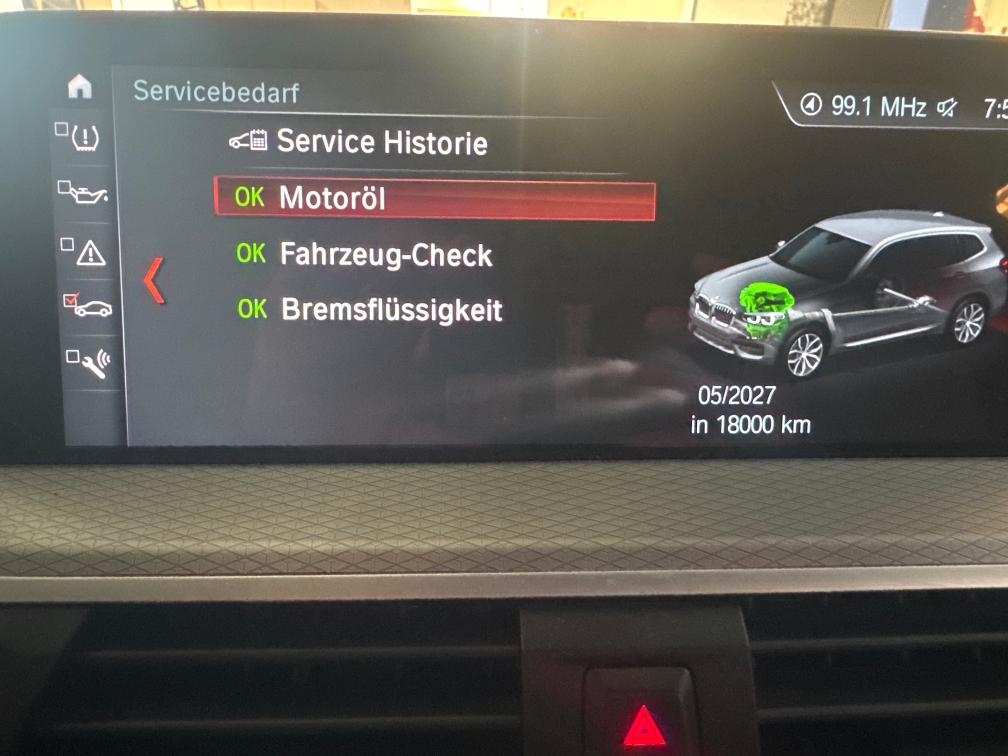 Servicebedarf
99.1 MHz
Service Historie
OK Motoröl
OK Fahrzeug-Check
OK Bremsflüssigkeit
05/2027
in 18000 km